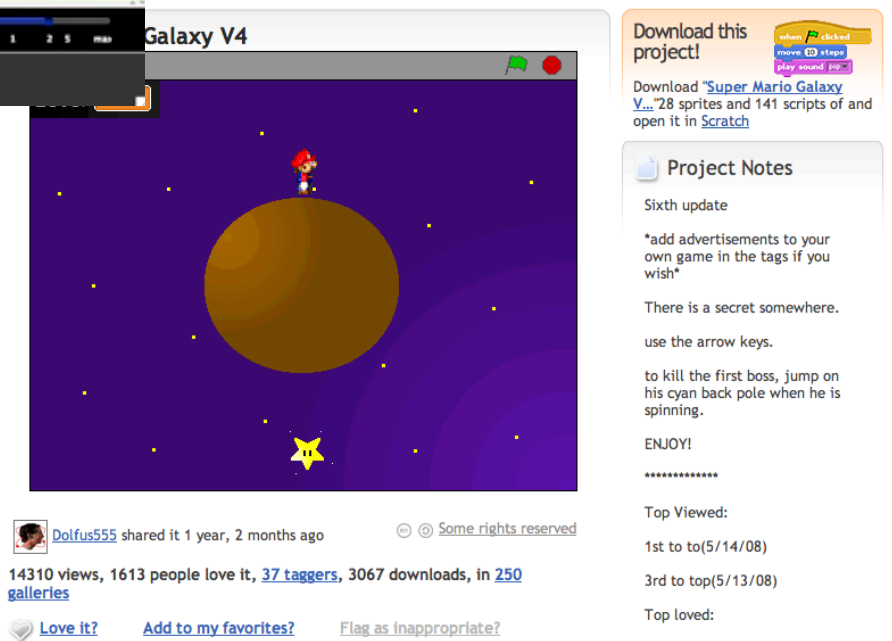 1 2 5 max
Galaxy V4
Dolfus555 shared it 1 year, 2 months ago
Some rights reserved
14310 views, 1613 people love it, 37 taggers, 3067 downloads, in 250
galleries
Love it? Add to my favorites? Flag as inappropriate?
Download this
project!
when clicked
move 10 steps
play sound pop
Download "Super Mario Galaxy
V..."28 sprites and 141 scripts of and
open it in Scratch
Project Notes
Sixth update
*add advertisements to your
own game in the tags if you
wish*
There is a secret somewhere.
use the arrow keys.
to kill the first boss, jump on
his cyan back pole when he is
spinning.
ENJOY!
*************
Top Viewed:
1st to to(5/14/08)
3rd to top(5/13/08)
Top loved: